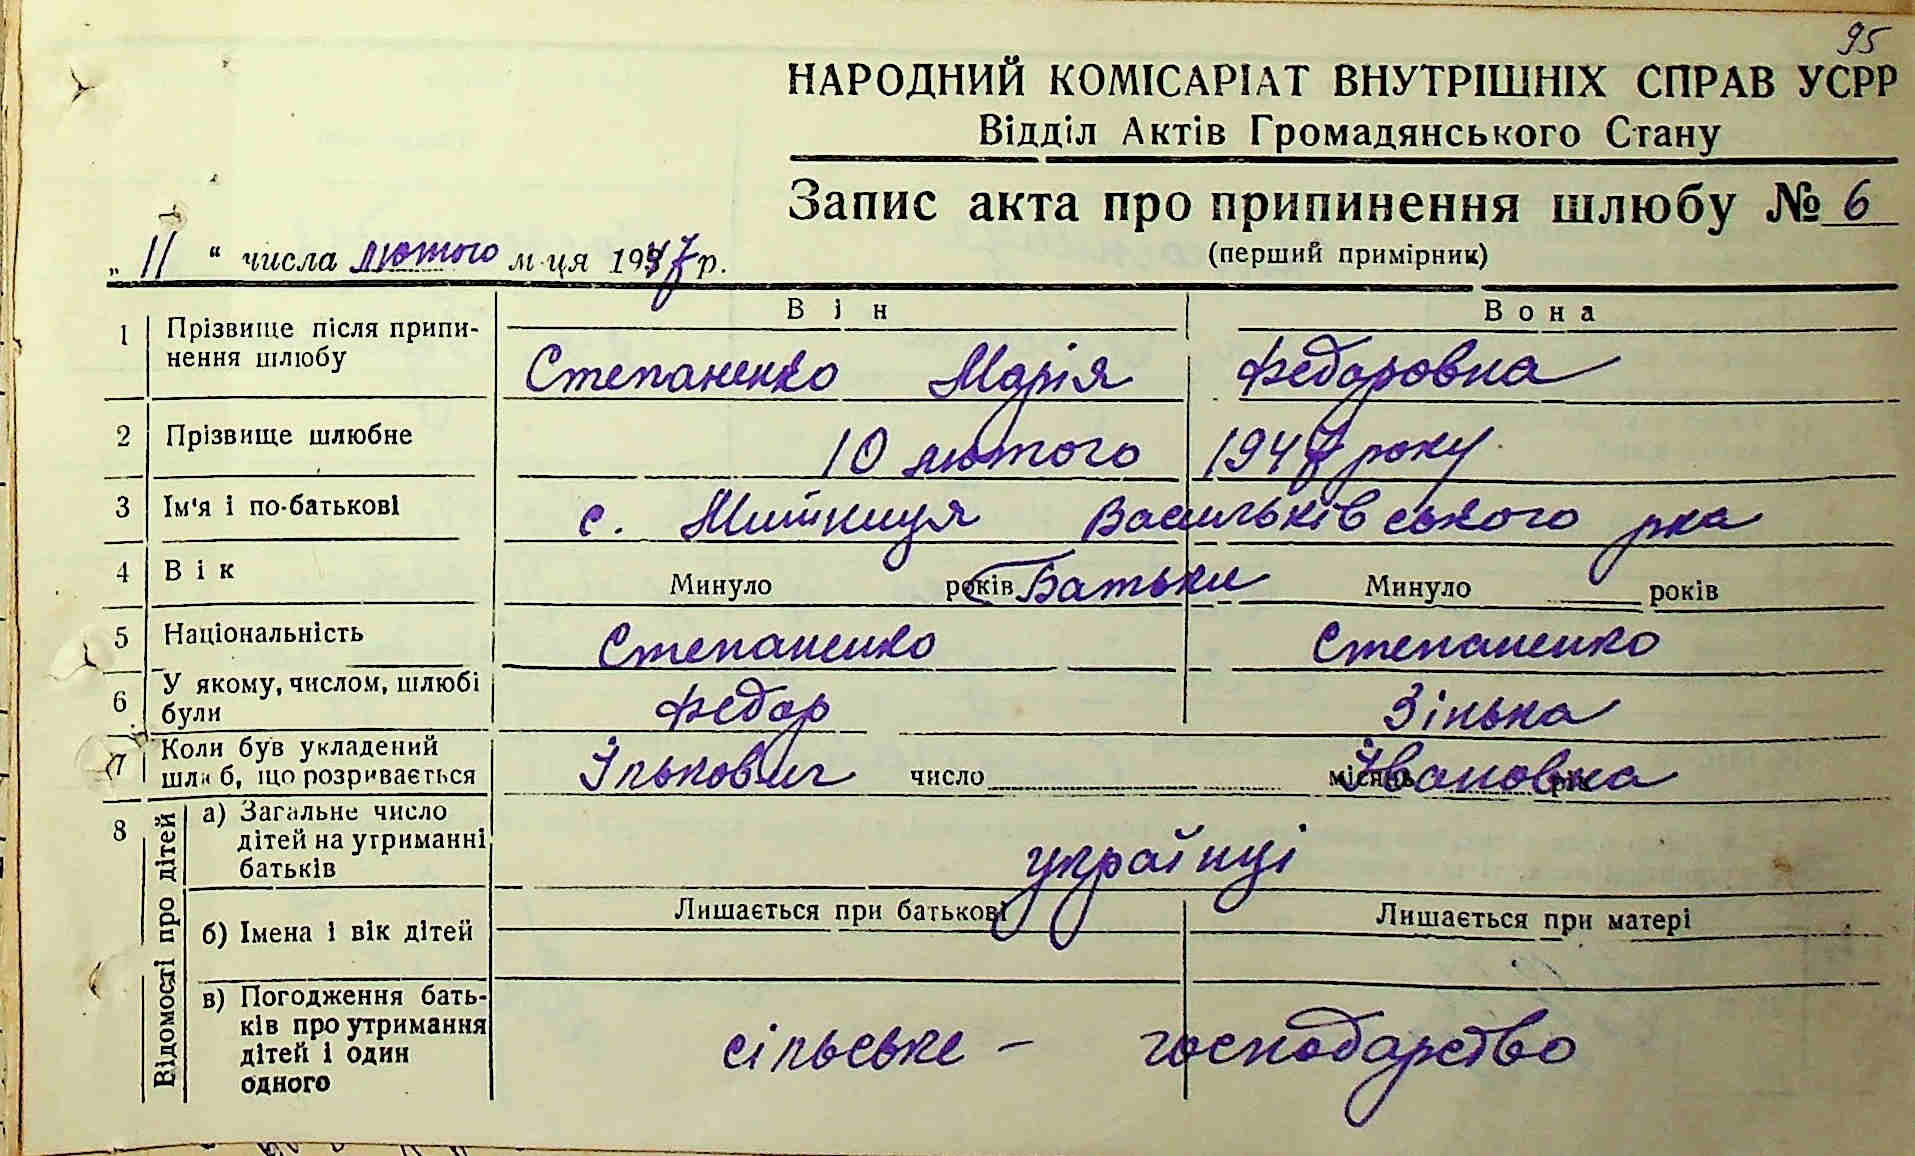 95
НАРОДНИЙ КОМІСАРІАТ ВНУТРІШНІХ СПРАВ УСРР
Відділ Актів Громадянського Стану
Запис акта про припинення шлюбу № 6
(перший примірник)
„ 11 “ числа лютого м-ця 1947 р.
Він Вона
1 Прізвище після припинення шлюбу Степаненко Марія Федоровна
2 Прізвище шлюбне 10 лютого 1947 року
3 Ім'я і по-батькові с. Митниця Васильківського рна
4 Вік Минуло років Батьки Минуло років
5 Національність Степаненко Степаненко
6 У якому, числом, шлюбі були Федор Зінька
7 Коли був укладений шлюб, що розривається Ількович число місяць Івановна рік
8 Відомості про дітей
а) Загальне число дітей на утриманні батьків українці
б) Імена і вік дітей Лишається при батькові Лишається при матері
в) Погодження батьків про утримання дітей і один одного сільське - господарство